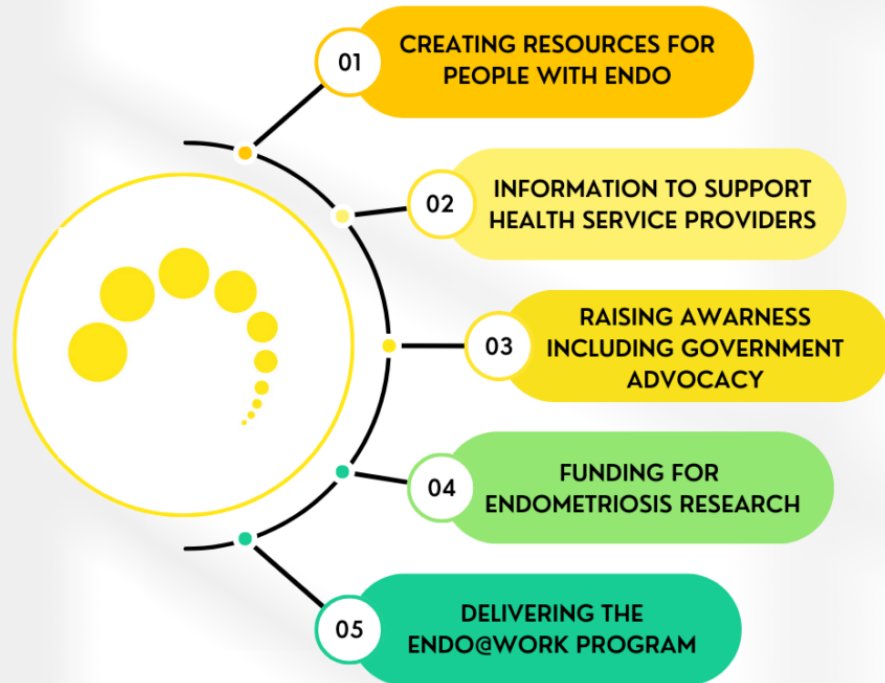 01
CREATING RESOURCES FOR
PEOPLE WITH ENDO
02
INFORMATION TO SUPPORT
HEALTH SERVICE PROVIDERS
03
RAISING AWARNESS
INCLUDING GOVERNMENT
ADVOCACY
04
FUNDING FOR
ENDOMETRIOSIS RESEARCH
05
DELIVERING THE
ENDO@WORK PROGRAM